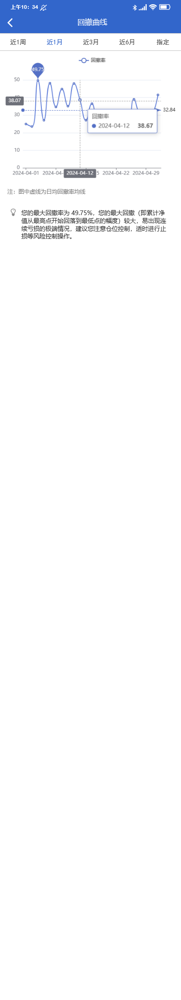 上午10：34
回撤曲线
近1周 近1月 近3月 近6月 指定
回撤率
49.75
50
38.07
32.84
30
回撤率
2024-04-12 38.67
20
10
0
2024-04-01 2024-04- 2024-04-12 5 2024-04-22 2024-04-29
注：图中虚线为日均回撤率均线
您的最大回撤率为 49.75%，您的最大回撤（即累计净
值从最高点开始回落到最低点的幅度）较大，易出现连
续亏损的极端情况，建议您注意仓位控制，适时进行止
损等风险控制操作。